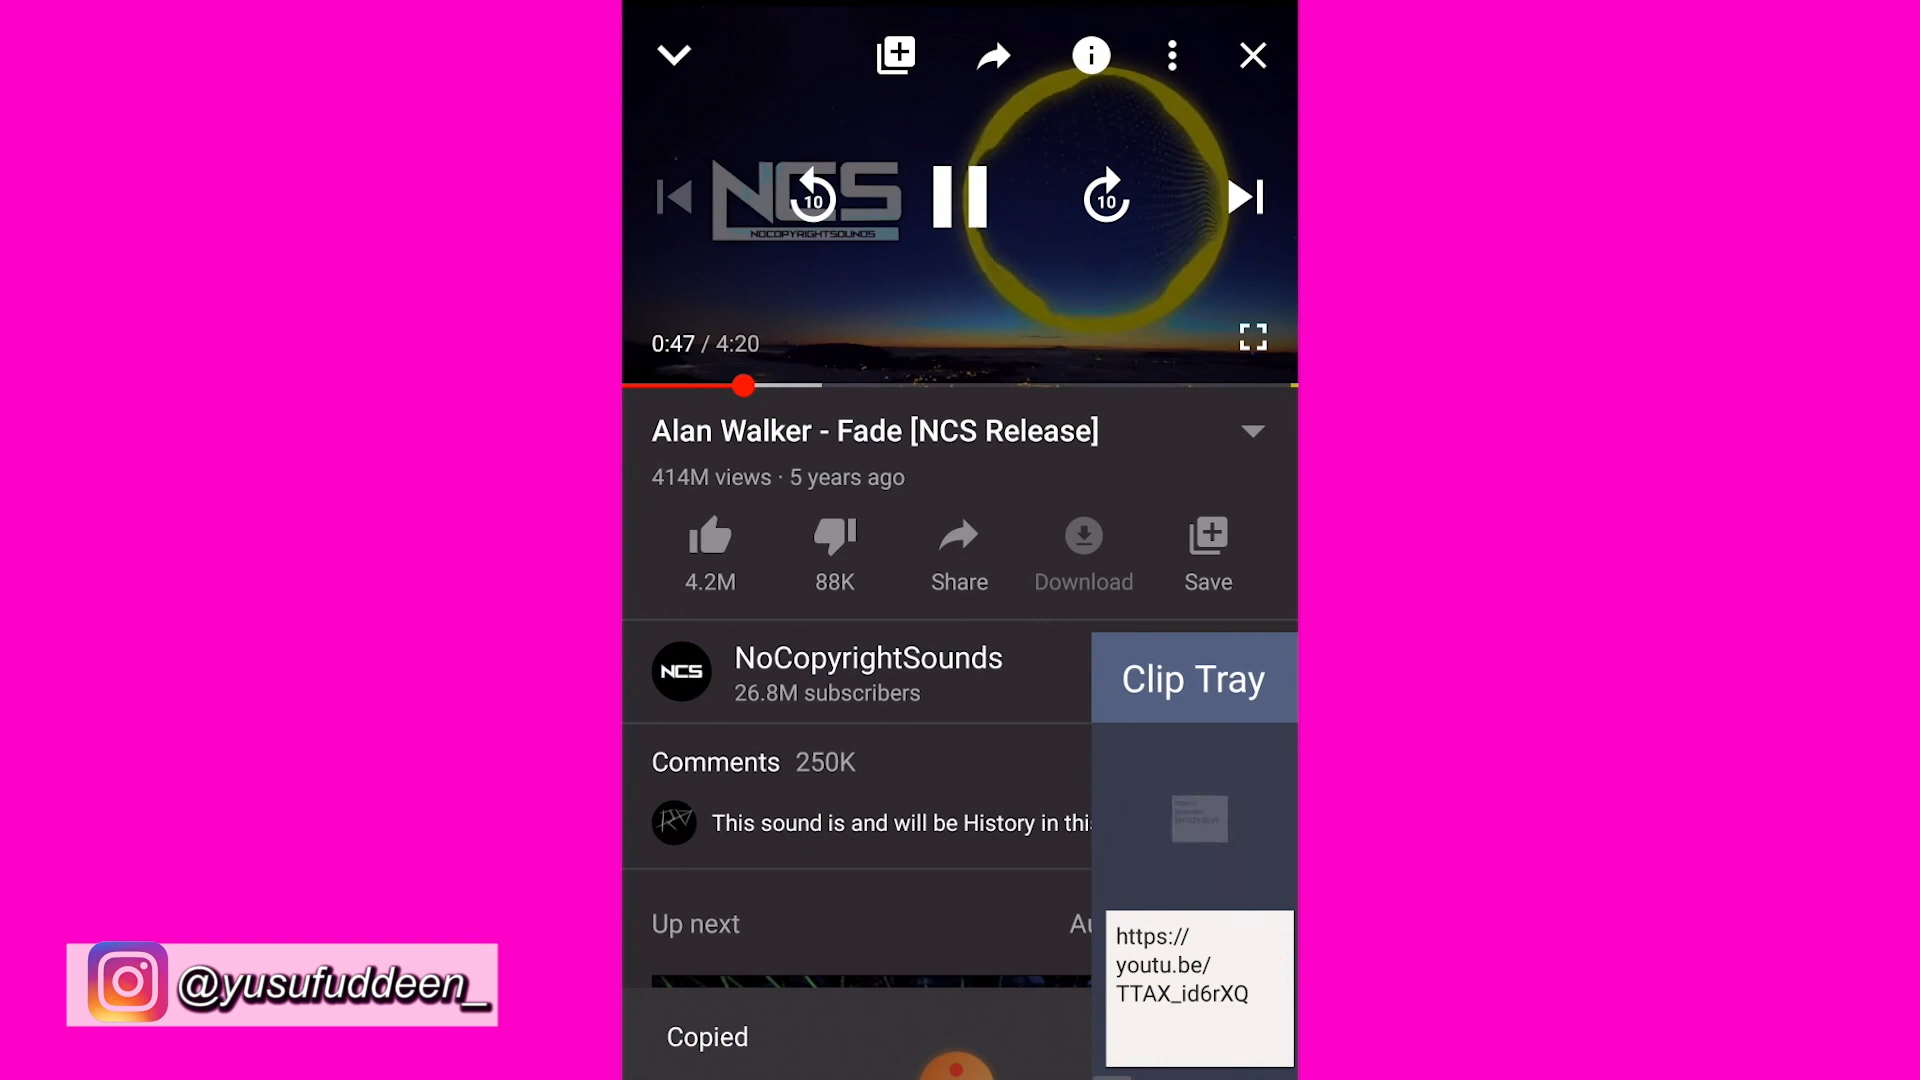 NCS
NOCOPYRIGHTSOUNDS
10
10
0:47 / 4:20
Alan Walker - Fade [NCS Release]
414M views · 5 years ago
4.2M
88K
Share
Download
Save
NCS
NoCopyrightSounds
26.8M subscribers
Clip Tray
Comments 250K
This sound is and will be History in this
Up next
Au
https://
youtu.be/
TTAX_id6rXQ
Copied
@yusufuddeen_